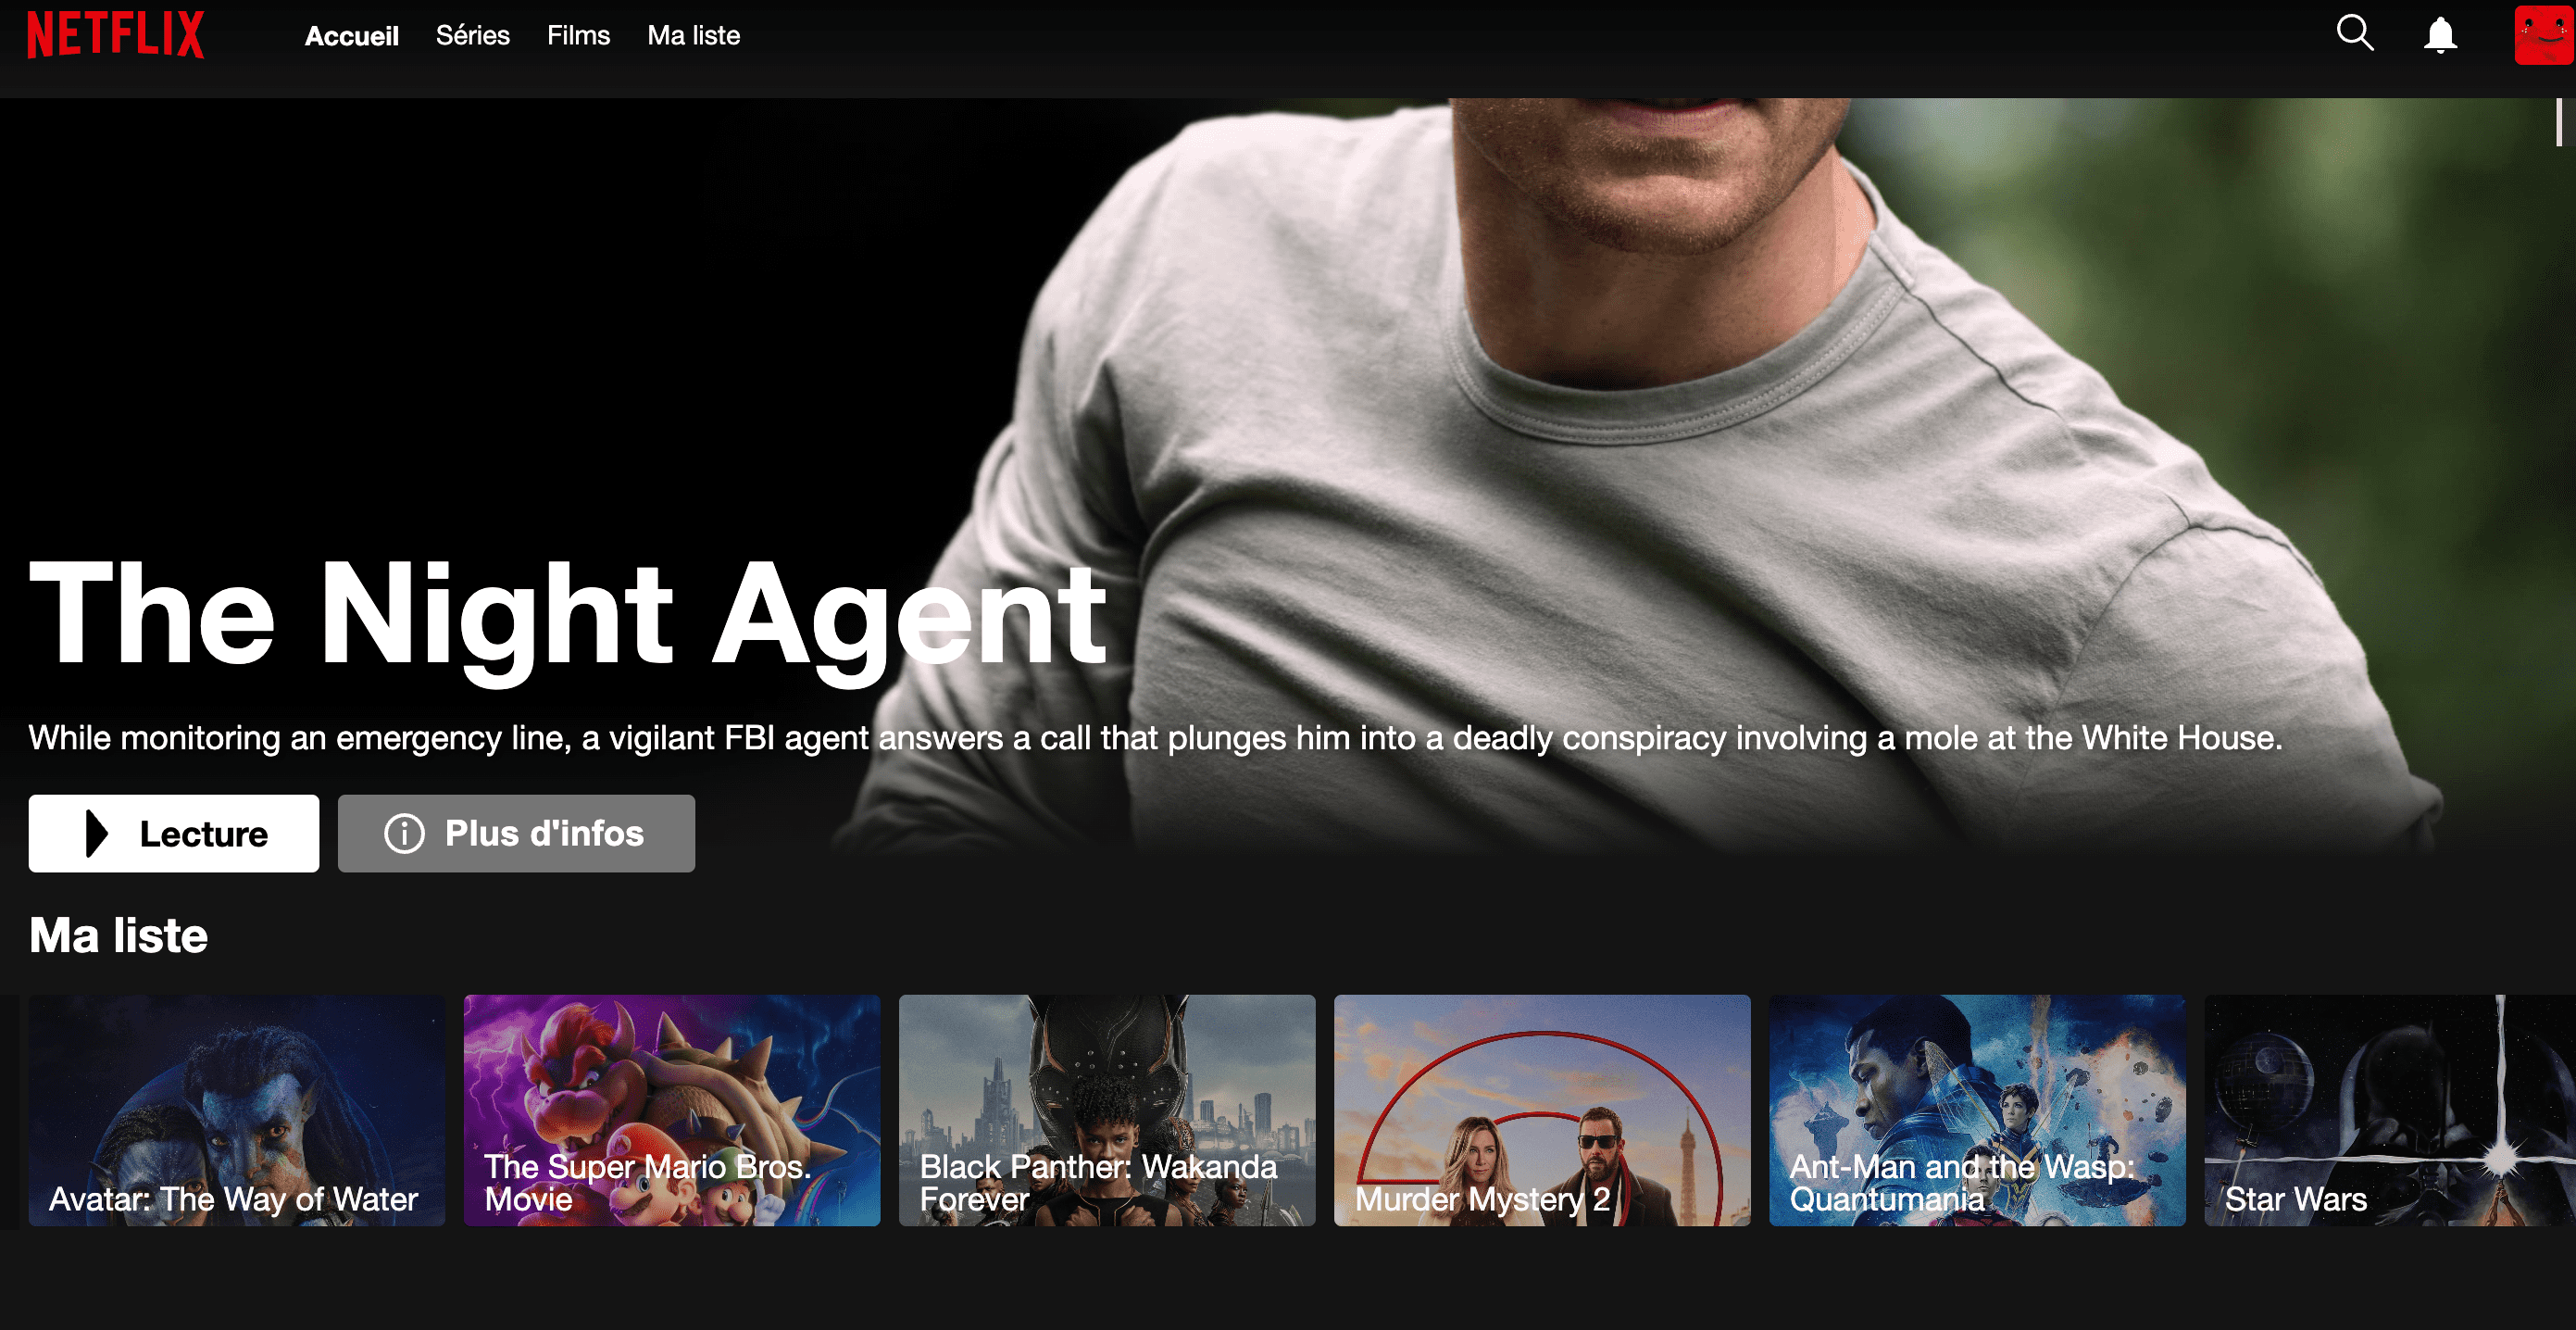 NETFLIX
Accueil Séries Films Ma liste
The Night Agent
While monitoring an emergency line, a vigilant FBI agent answers a call that plunges him into a deadly conspiracy involving a mole at the White House.
Lecture
Plus d'infos
Ma liste
Avatar: The Way of Water
The Super Mario Bros.
Movie
Black Panther: Wakanda
Forever
Murder Mystery 2
Ant-Man and the Wasp:
Quantumania
Star Wars